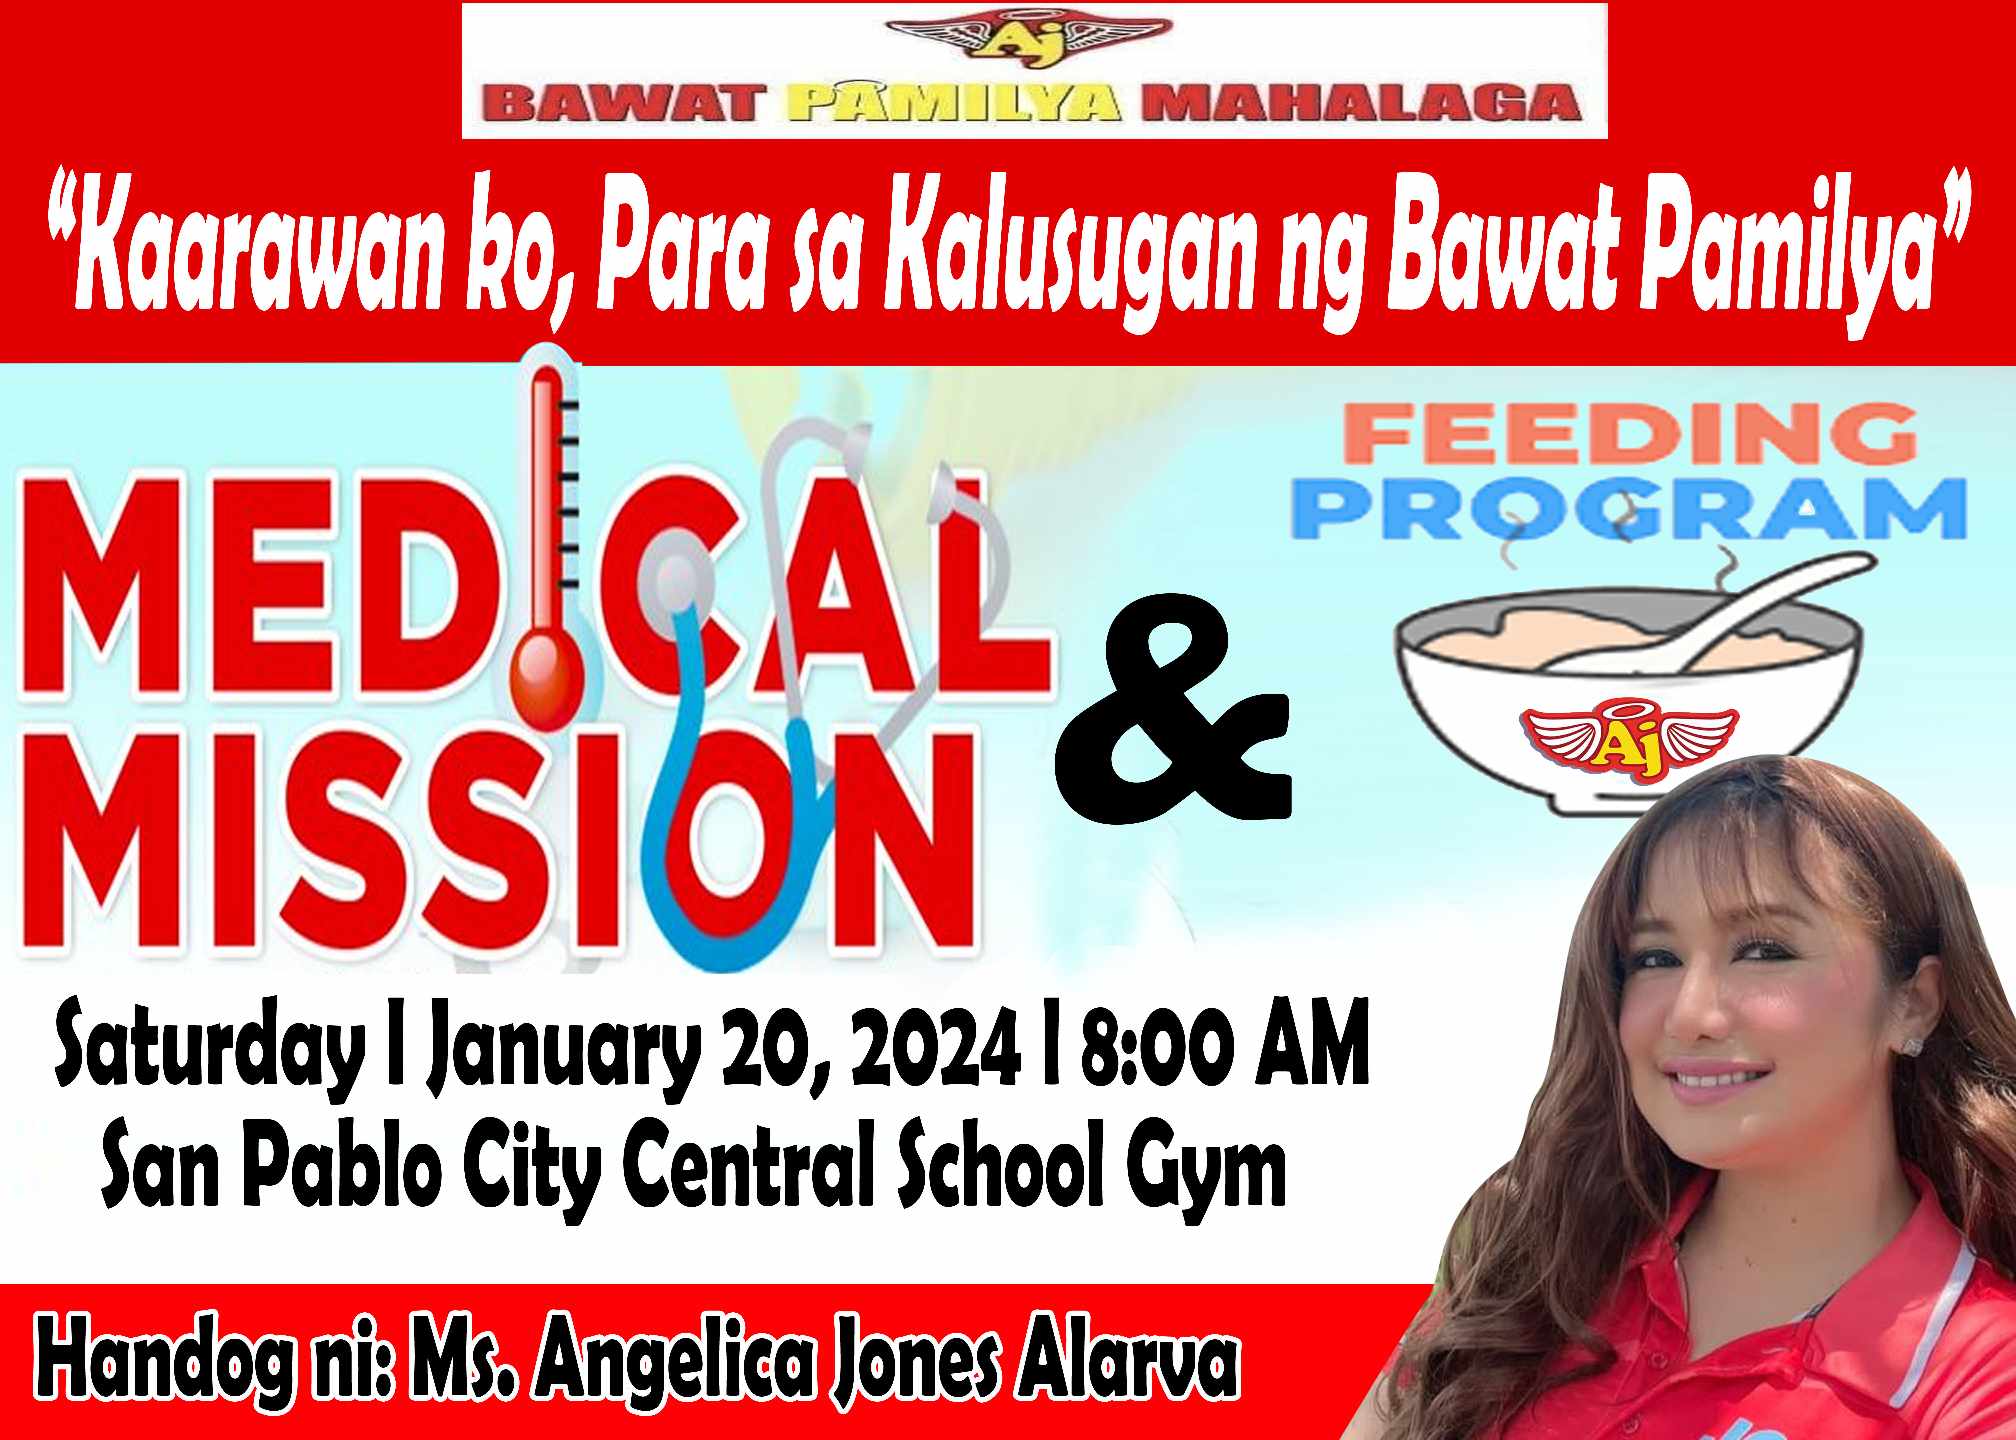 Aj
BAWAT PAMILYA MAHALAGA
“Kaarawan ko, Para sa Kalusugan ng Bawat Pamilya”
MEDICAL
MISSION
&
FEEDING
PROGRAM
Aj
Saturday I January 20, 2024 I 8:00 AM
San Pablo City Central School Gym
Handog ni: Ms. Angelica Jones Alarva